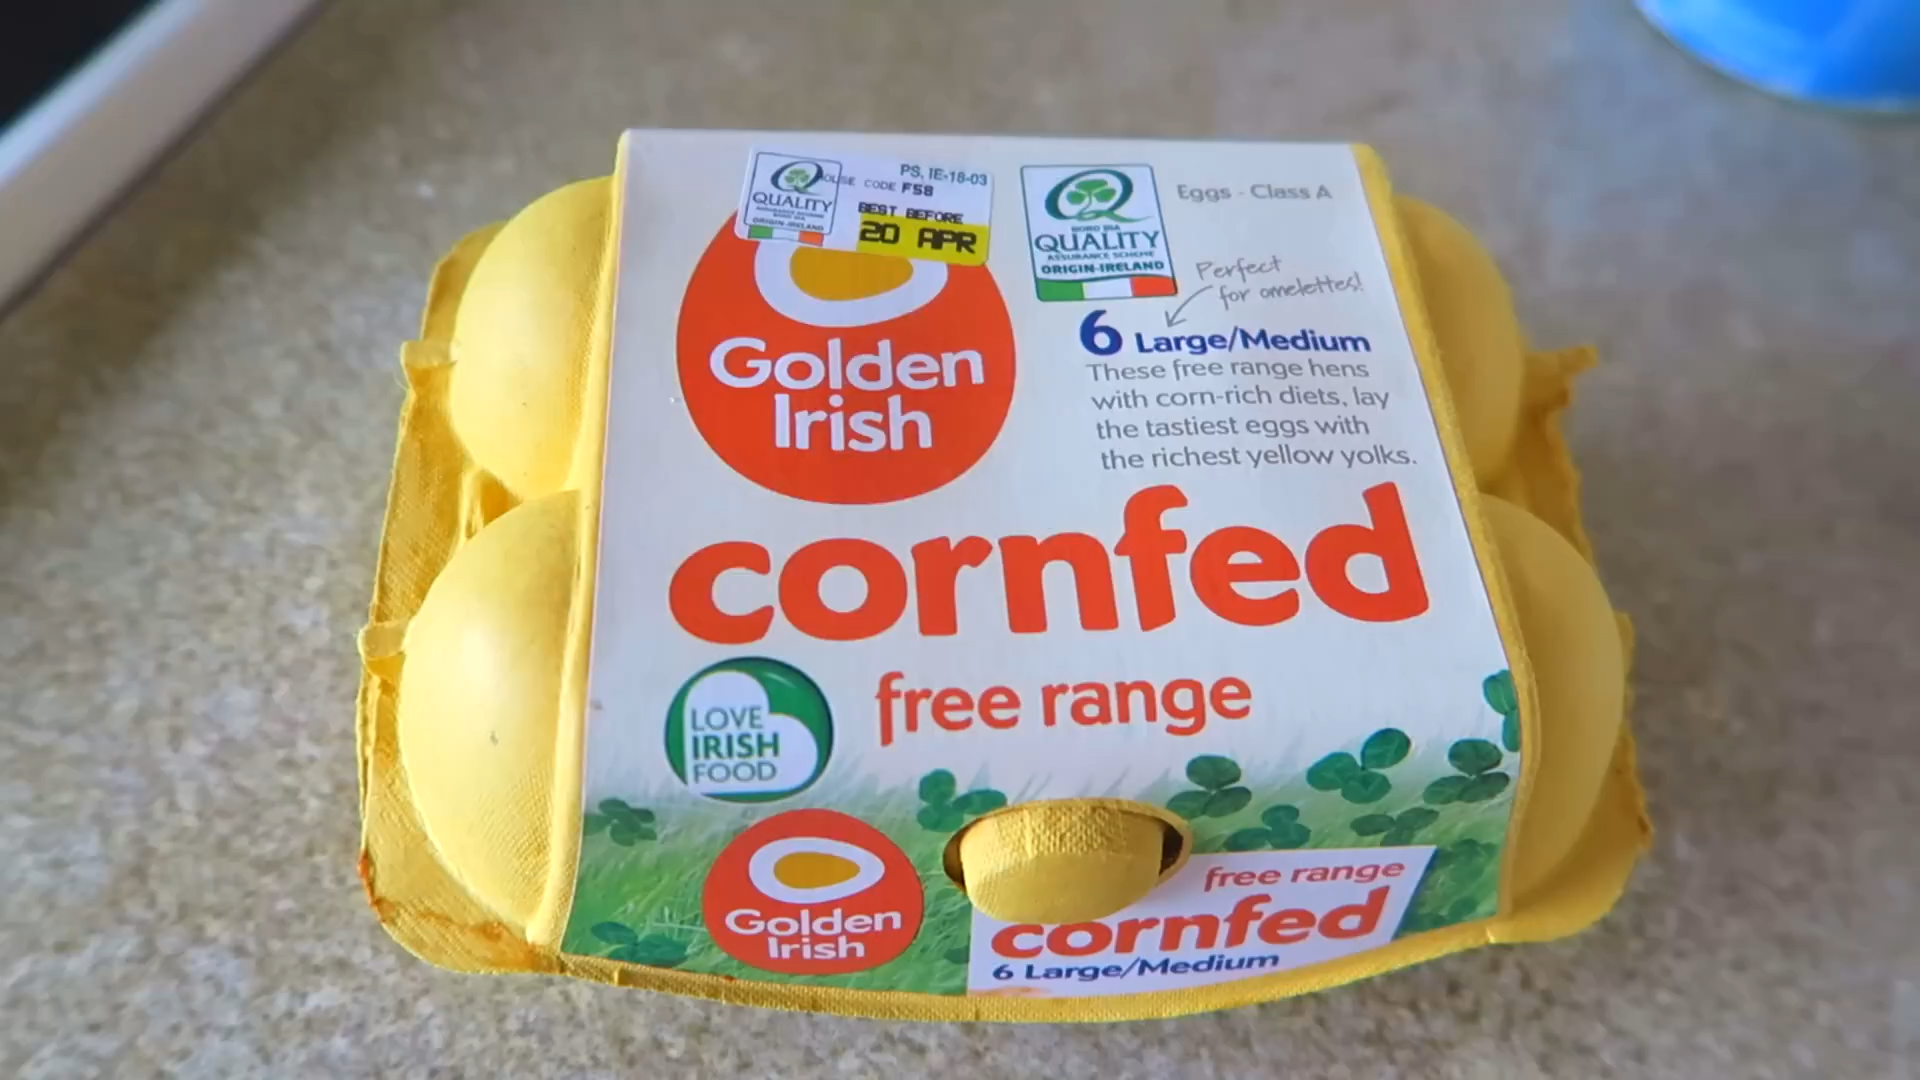 PS, IE-18-03
CODE F58
QUALITY
ORIGIN-IRELAND
BEST BEFORE
20 APR
BORD BIA
QUALITY
ASSURANCE SCHEME
ORIGIN-IRELAND
Eggs - Class A
Perfect
for omelettes!
6 Large/Medium
These free range hens
with corn-rich diets, lay
the tastiest eggs with
the richest yellow yolks.
Golden
Irish
cornfed
free range
LOVE
IRISH
FOOD
Golden
Irish
free range
cornfed
6 Large/Medium